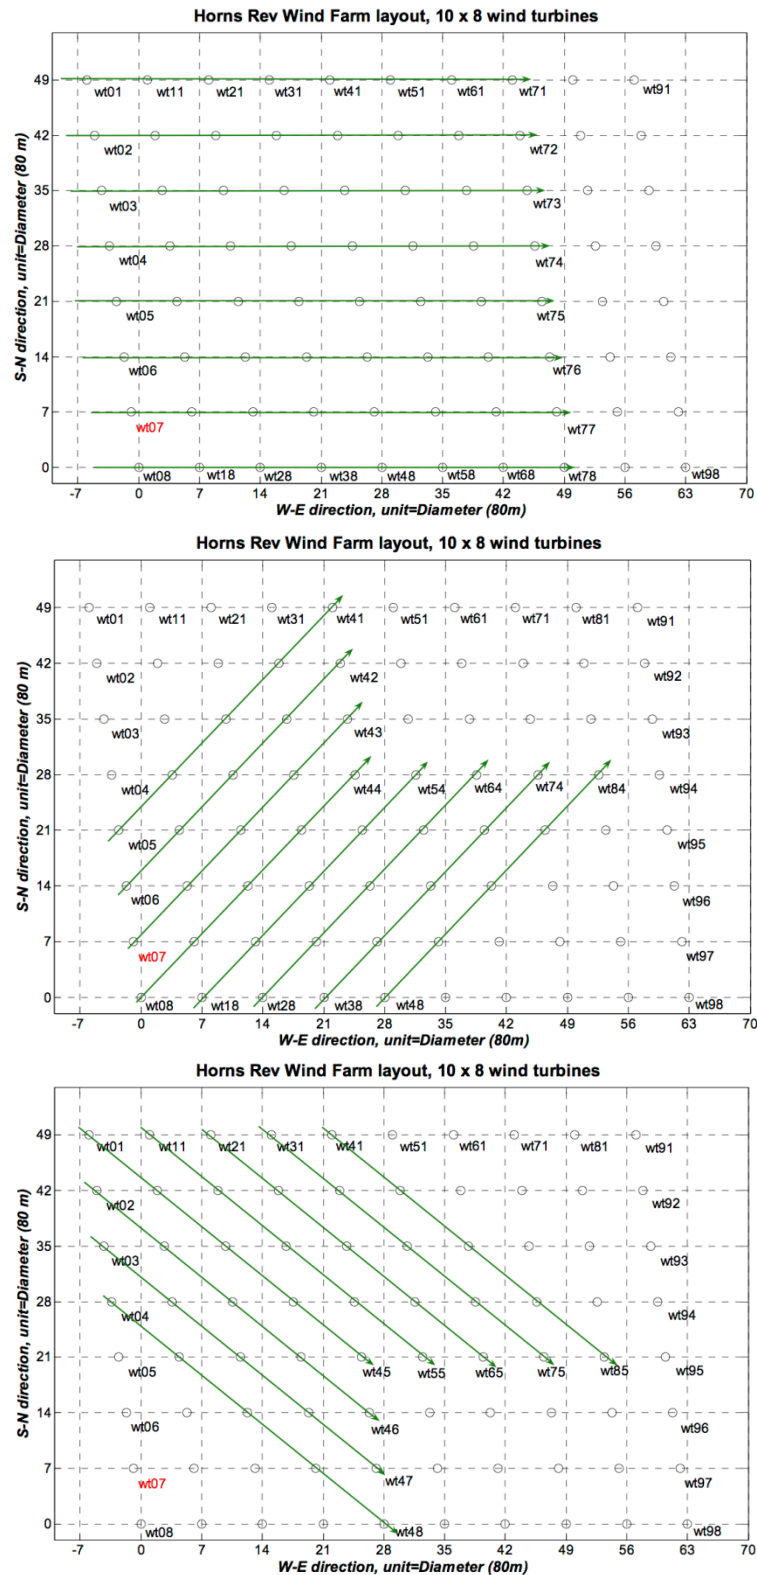 Horns Rev Wind Farm layout, 10 x 8 wind turbines
S-N direction, unit=Diameter (80 m)
49
wt01 wt11 wt21 wt31 wt41 wt51 wt61 wt71 wt91
42
wt02 wt72
35
wt03 wt73
28
wt04 wt74
21
wt05 wt75
14
wt06 wt76
7
wt07 wt77
0
wt08 wt18 wt28 wt38 wt48 wt58 wt68 wt78 wt98
-7 0 7 14 21 28 35 42 49 56 63 70
W-E direction, unit=Diameter (80m)
Horns Rev Wind Farm layout, 10 x 8 wind turbines
S-N direction, unit=Diameter (80 m)
49
wt01 wt11 wt21 wt31 wt41 wt51 wt61 wt71 wt81 wt91
42
wt02 wt42 wt92
35
wt03 wt43 wt93
28
wt04 wt44 wt54 wt64 wt74 wt84 wt94
21
wt05 wt95
14
wt06 wt96
7
wt07 wt97
0
wt08 wt18 wt28 wt38 wt48 wt98
-7 0 7 14 21 28 35 42 49 56 63 70
W-E direction, unit=Diameter (80m)
Horns Rev Wind Farm layout, 10 x 8 wind turbines
S-N direction, unit=Diameter (80 m)
49
wt01 wt11 wt21 wt31 wt41 wt51 wt61 wt71 wt81 wt91
42
wt02 wt92
35
wt03 wt93
28
wt04 wt94
21
wt05 wt45 wt55 wt65 wt75 wt85 wt95
14
wt06 wt46 wt96
7
wt07 wt47 wt97
0
wt08 wt48 wt98
-7 0 7 14 21 28 35 42 49 56 63 70
W-E direction, unit=Diameter (80m)